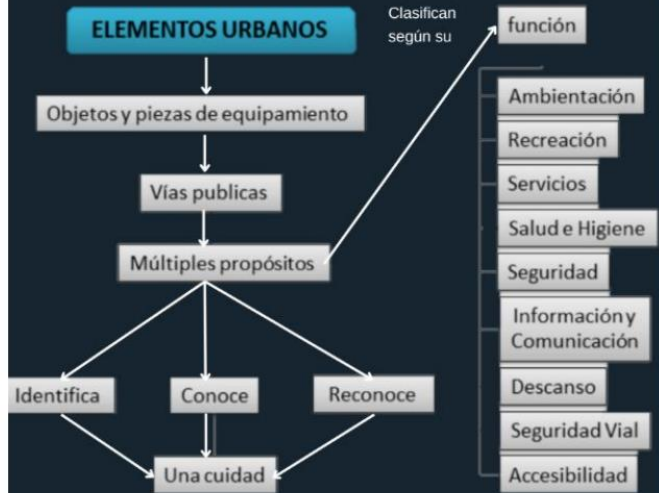 ELEMENTOS URBANOS
Objetos y piezas de equipamiento
Vías publicas
Múltiples propósitos
Identifica
Conoce
Reconoce
Una cuidad
Clasifican
según su
función
Ambientación
Recreación
Servicios
Salud e Higiene
Seguridad
Información y
Comunicación
Descanso
Seguridad Vial
Accesibilidad